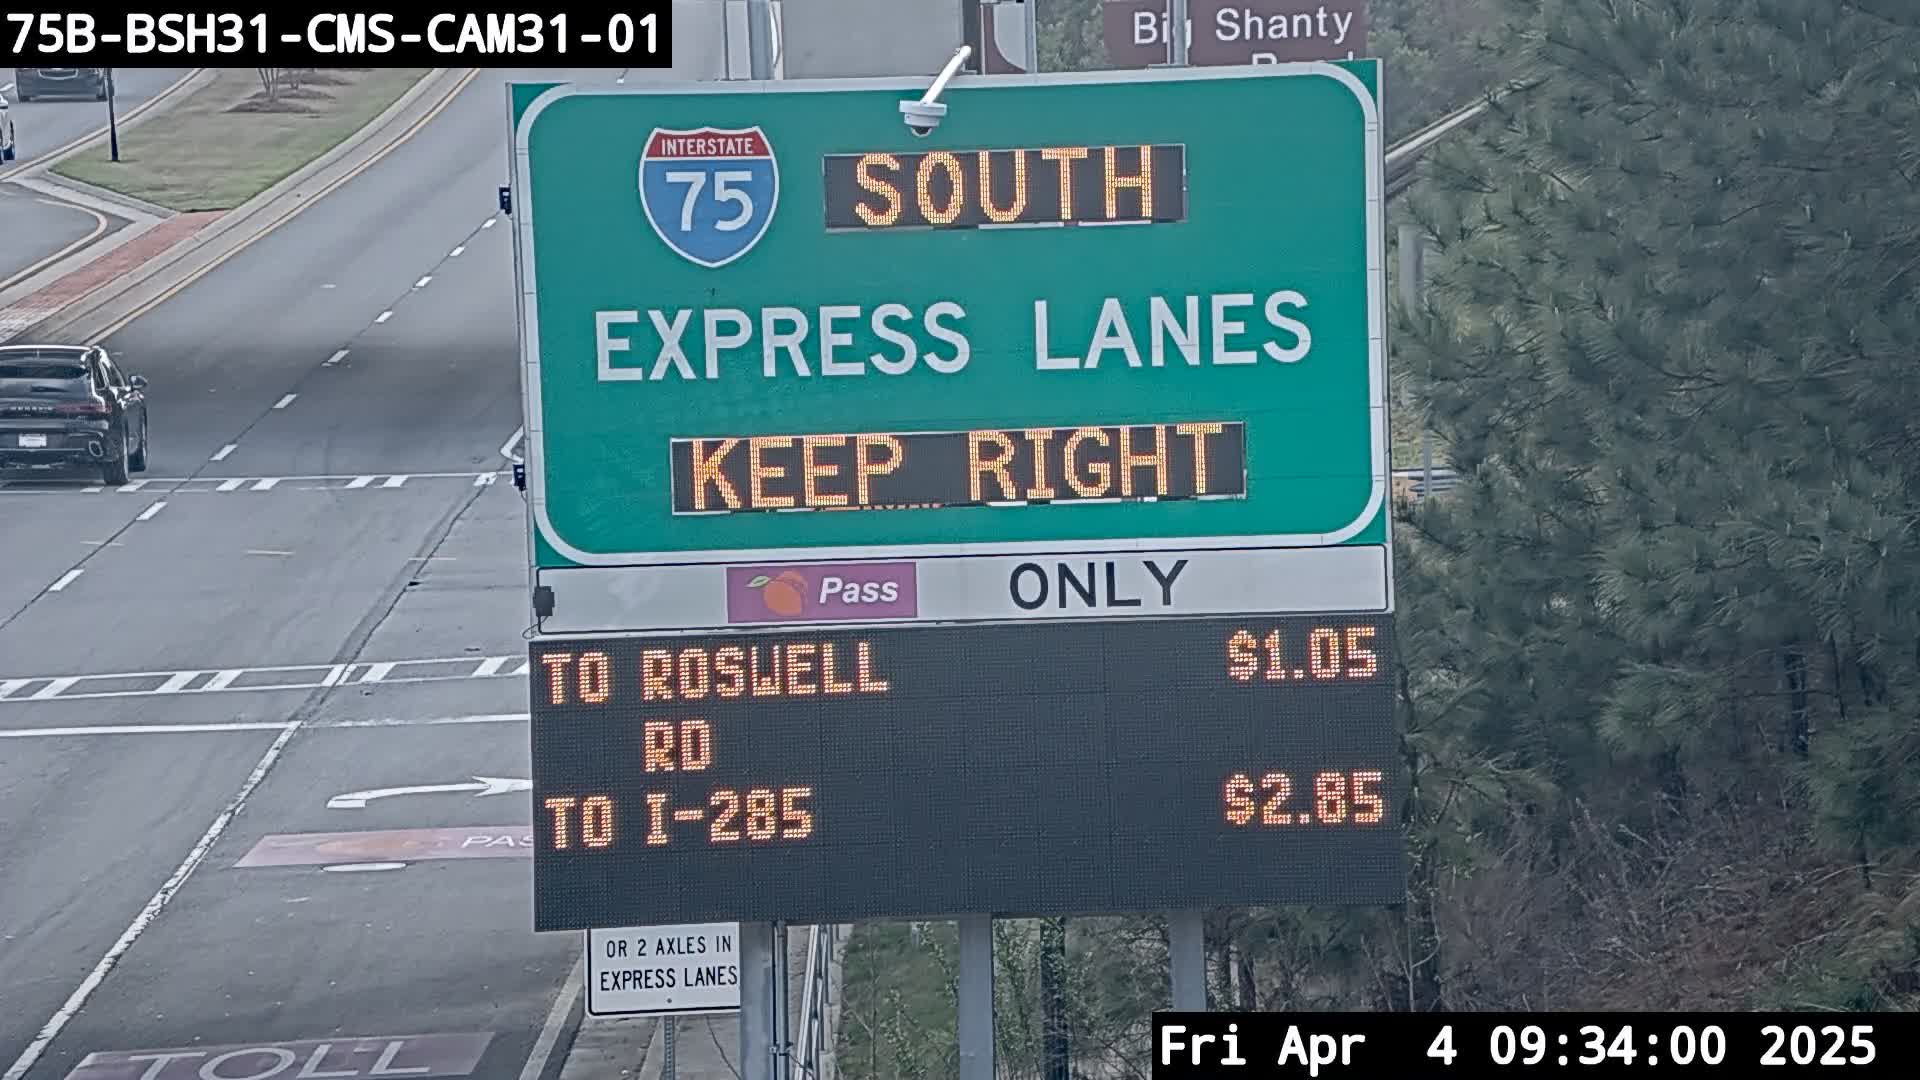 75B-BSH31-CMS-CAM31-01
Big Shanty
INTERSTATE
75
SOUTH
EXPRESS LANES
KEEP RIGHT
Pass ONLY
TO ROSWELL $1.05
RD
TO I-285 $2.85
OR 2 AXLES IN
EXPRESS LANES
PAS
TOLL
Fri Apr 4 09:34:00 2025